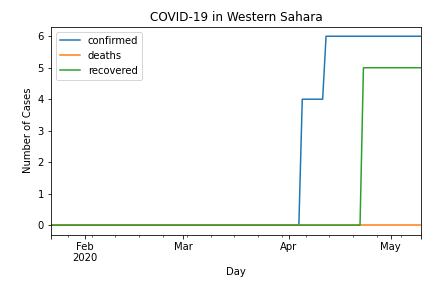 COVID-19 in Western Sahara
confirmed
deaths
recovered
Number of Cases
6
5
4
3
2
1
0
Feb
2020
Mar
Apr
May
Day